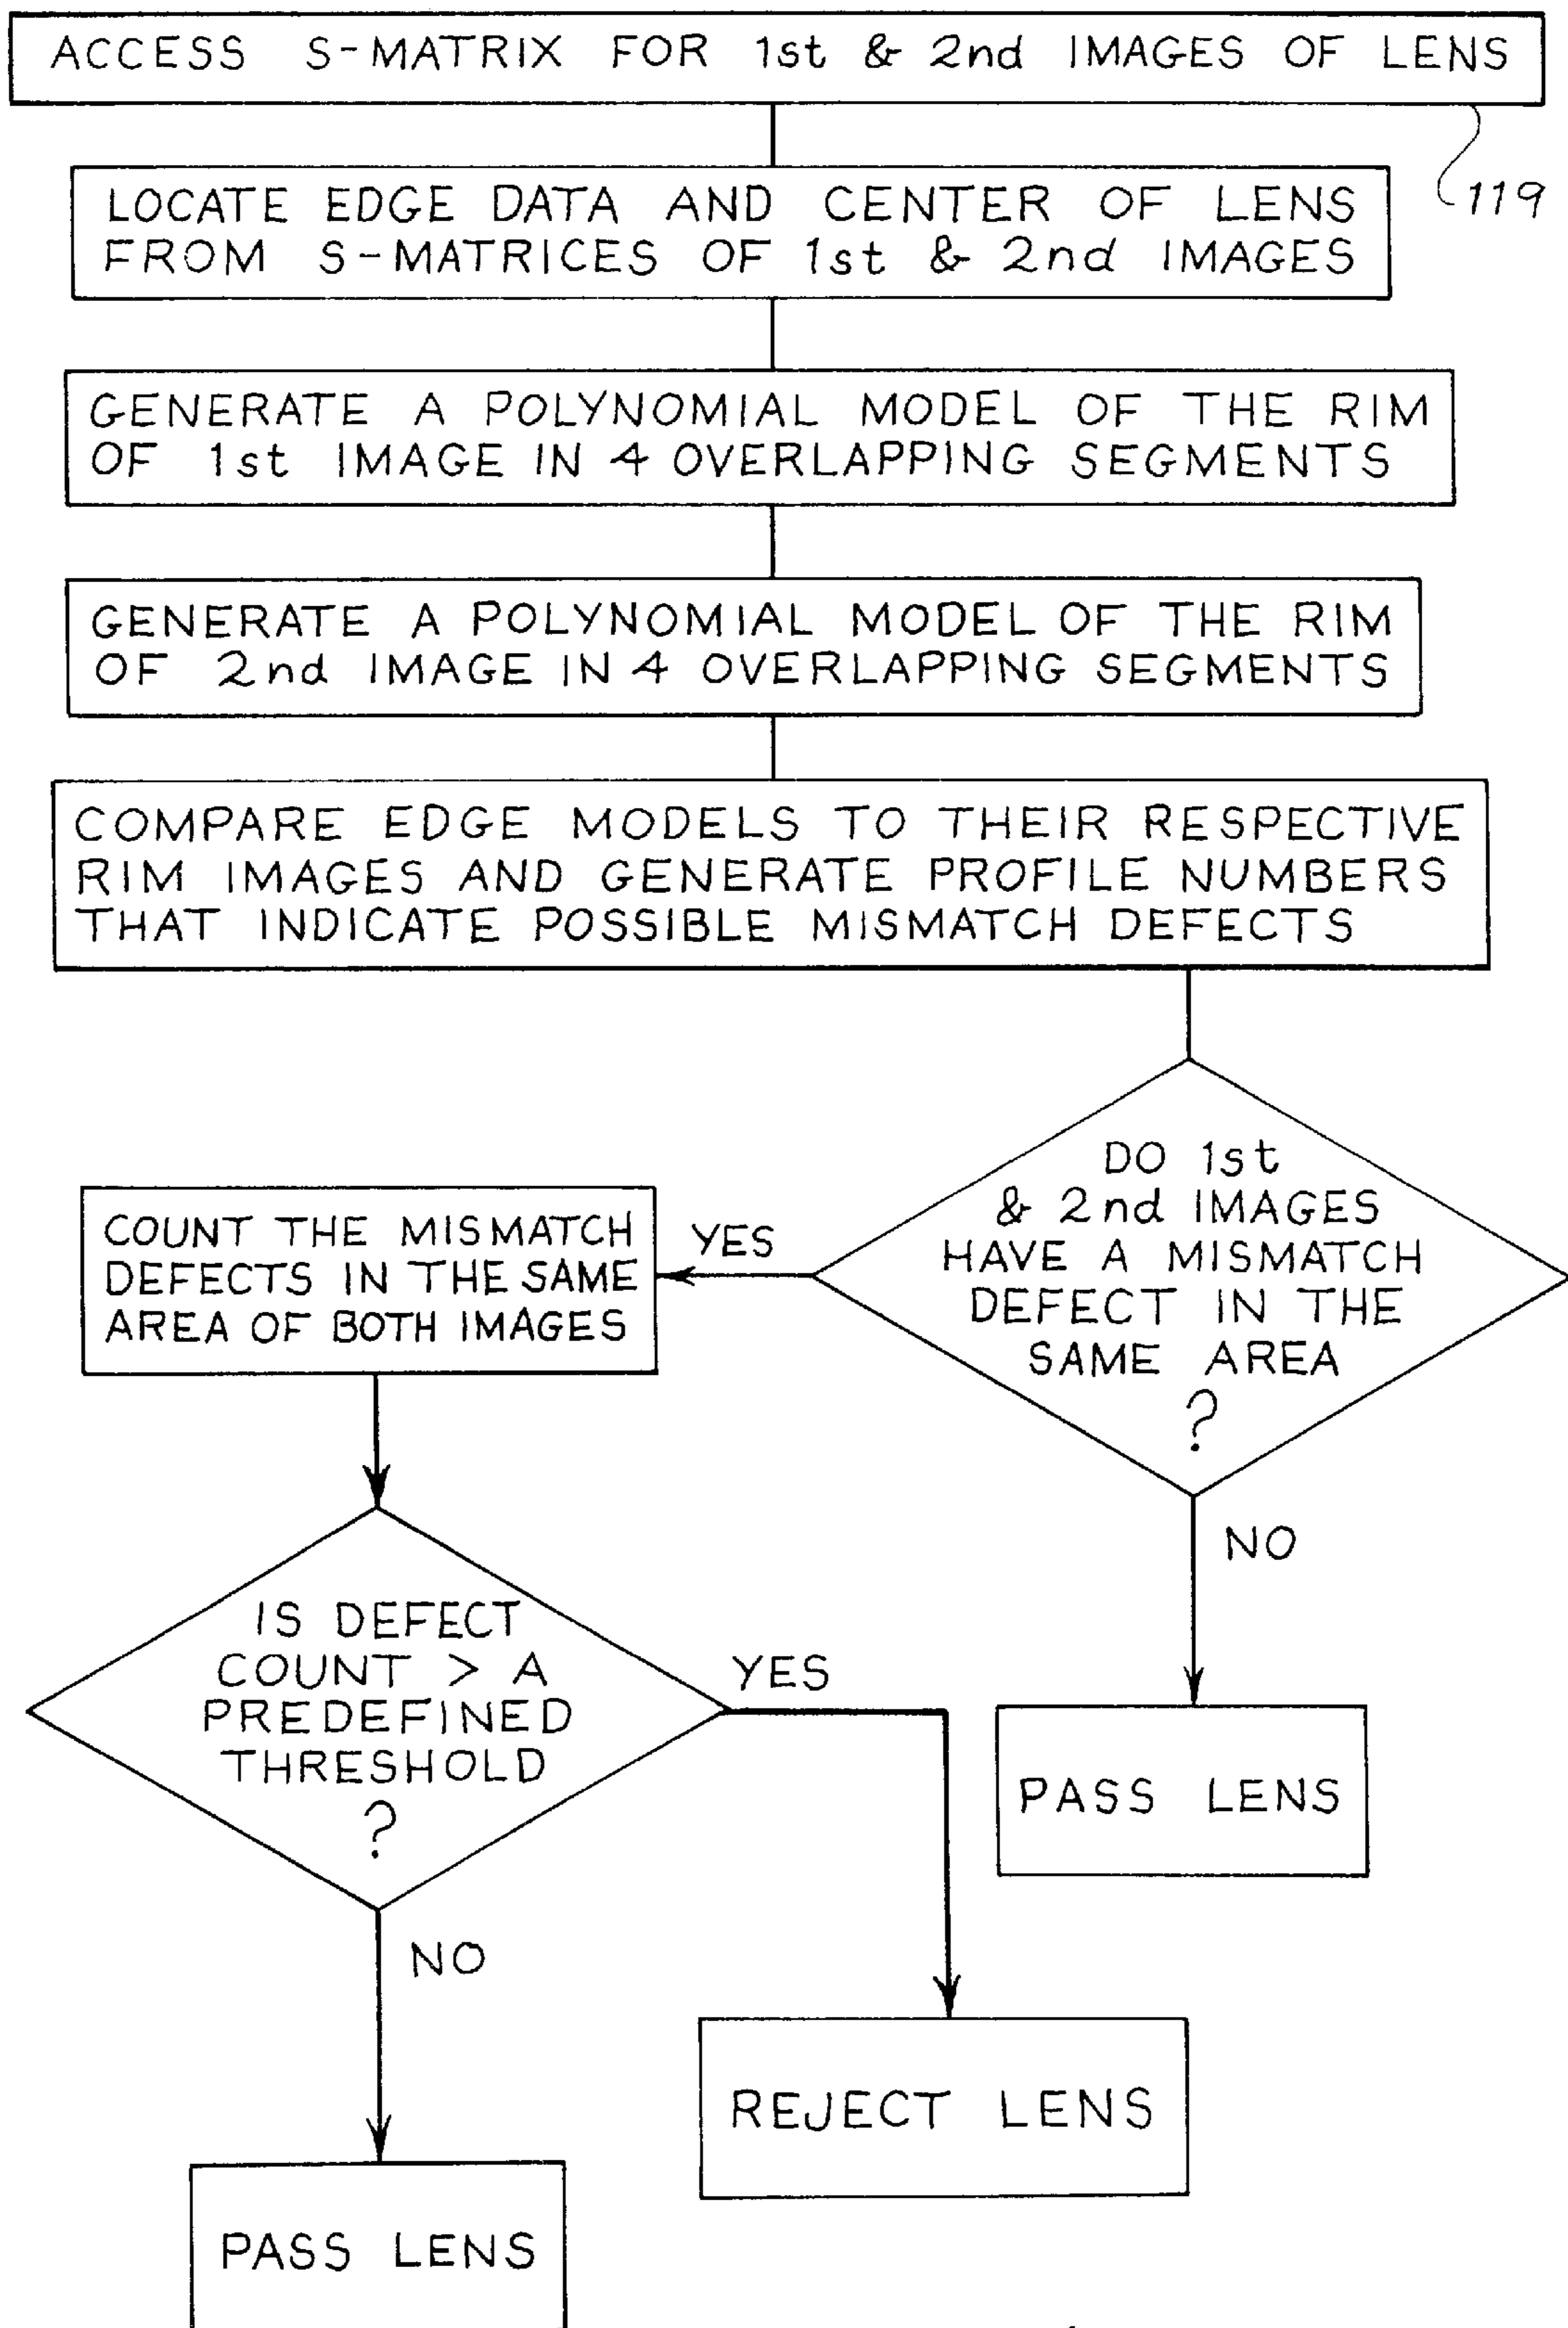 ACCESS S-MATRIX FOR 1st & 2nd IMAGES OF LENS
119
LOCATE EDGE DATA AND CENTER OF LENS
FROM S-MATRICES OF 1st & 2nd IMAGES
GENERATE A POLYNOMIAL MODEL OF THE RIM
OF 1st IMAGE IN 4 OVERLAPPING SEGMENTS
GENERATE A POLYNOMIAL MODEL OF THE RIM
OF 2nd IMAGE IN 4 OVERLAPPING SEGMENTS
COMPARE EDGE MODELS TO THEIR RESPECTIVE
RIM IMAGES AND GENERATE PROFILE NUMBERS
THAT INDICATE POSSIBLE MISMATCH DEFECTS
DO 1st
& 2nd IMAGES
HAVE A MISMATCH
DEFECT IN THE
SAME AREA
?
YES
COUNT THE MISMATCH
DEFECTS IN THE SAME
AREA OF BOTH IMAGES
NO
PASS LENS
IS DEFECT
COUNT > A
PREDEFINED
THRESHOLD
?
YES
REJECT LENS
NO
PASS LENS